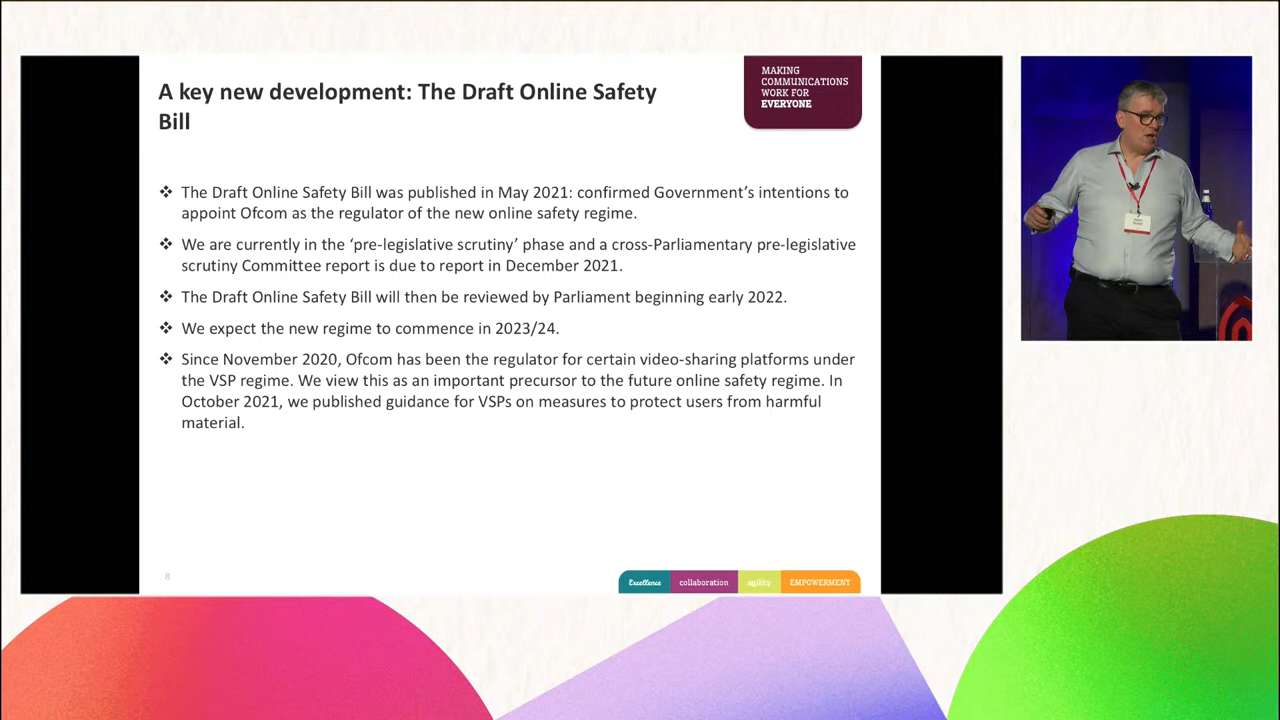 A key new development: The Draft Online Safety
Bill
MAKING
COMMUNICATIONS
WORK FOR
EVERYONE
❖ The Draft Online Safety Bill was published in May 2021: confirmed Government’s intentions to
appoint Ofcom as the regulator of the new online safety regime.
❖ We are currently in the ‘pre-legislative scrutiny’ phase and a cross-Parliamentary pre-legislative
scrutiny Committee report is due to report in December 2021.
❖ The Draft Online Safety Bill will then be reviewed by Parliament beginning early 2022.
❖ We expect the new regime to commence in 2023/24.
❖ Since November 2020, Ofcom has been the regulator for certain video-sharing platforms under
the VSP regime. We view this as an important precursor to the future online safety regime. In
October 2021, we published guidance for VSPs on measures to protect users from harmful
material.
8
Excellence collaboration agility EMPOWERMENT